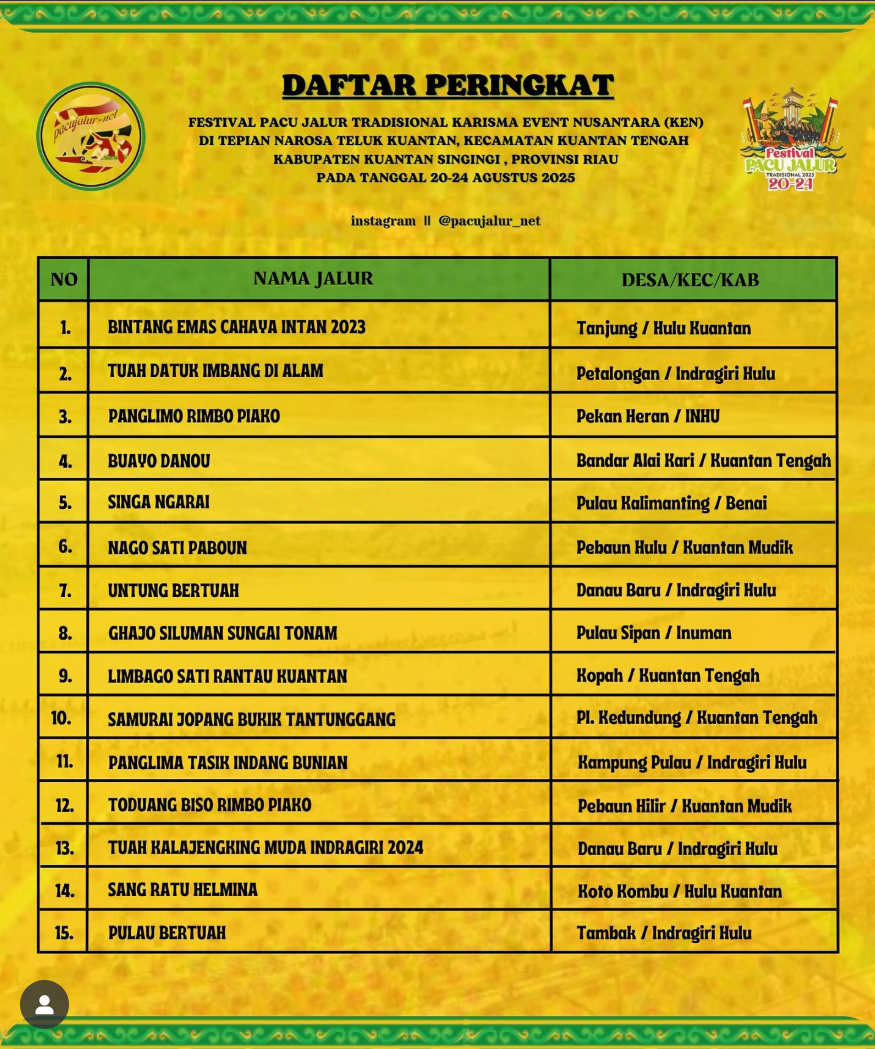 DAFTAR PERINGKAT
FESTIVAL PACU JALUR TRADISIONAL KARISMA EVENT NUSANTARA (KEN)
DI TEPIAN NAROSA TELUK KUANTAN, KECAMATAN KUANTAN TENGAH
KABUPATEN KUANTAN SINGINGI , PROVINSI RIAU
PADA TANGGAL 20-24 AGUSTUS 2025
pacujalur-net
Festival
PACU JALUR
TRADISIONAL 2025
20-24
instagram || @pacujalur_net
NO NAMA JALUR DESA/KEC/KAB
1. BINTANG EMAS CAHAYA INTAN 2023 Tanjung / Hulu Kuantan
2. TUAH DATUK IMBANG DI ALAM Petalongan / Indragiri Hulu
3. PANGLIMO RIMBO PIAKO Pekan Heran / INHU
4. BUAYO DANOU Bandar Alai Kari / Kuantan Tengah
5. SINGA NGARAI Pulau Kalimanting / Benai
6. NAGO SATI PABOUN Pebaun Hulu / Kuantan Mudik
7. UNTUNG BERTUAH Danau Baru / Indragiri Hulu
8. GHAJO SILUMAN SUNGAI TONAM Pulau Sipan / Inuman
9. LIMBAGO SATI RANTAU KUANTAN Kopah / Kuantan Tengah
10. SAMURAI JOPANG BUKIK TANTUNGGANG Pl. Kedundung / Kuantan Tengah
11. PANGLIMA TASIK INDANG BUNIAN Kampung Pulau / Indragiri Hulu
12. TODUANG BISO RIMBO PIAKO Pebaun Hilir / Kuantan Mudik
13. TUAH KALAJENGKING MUDA INDRAGIRI 2024 Danau Baru / Indragiri Hulu
14. SANG RATU HELMINA Koto Kombu / Hulu Kuantan
15. PULAU BERTUAH Tambak / Indragiri Hulu